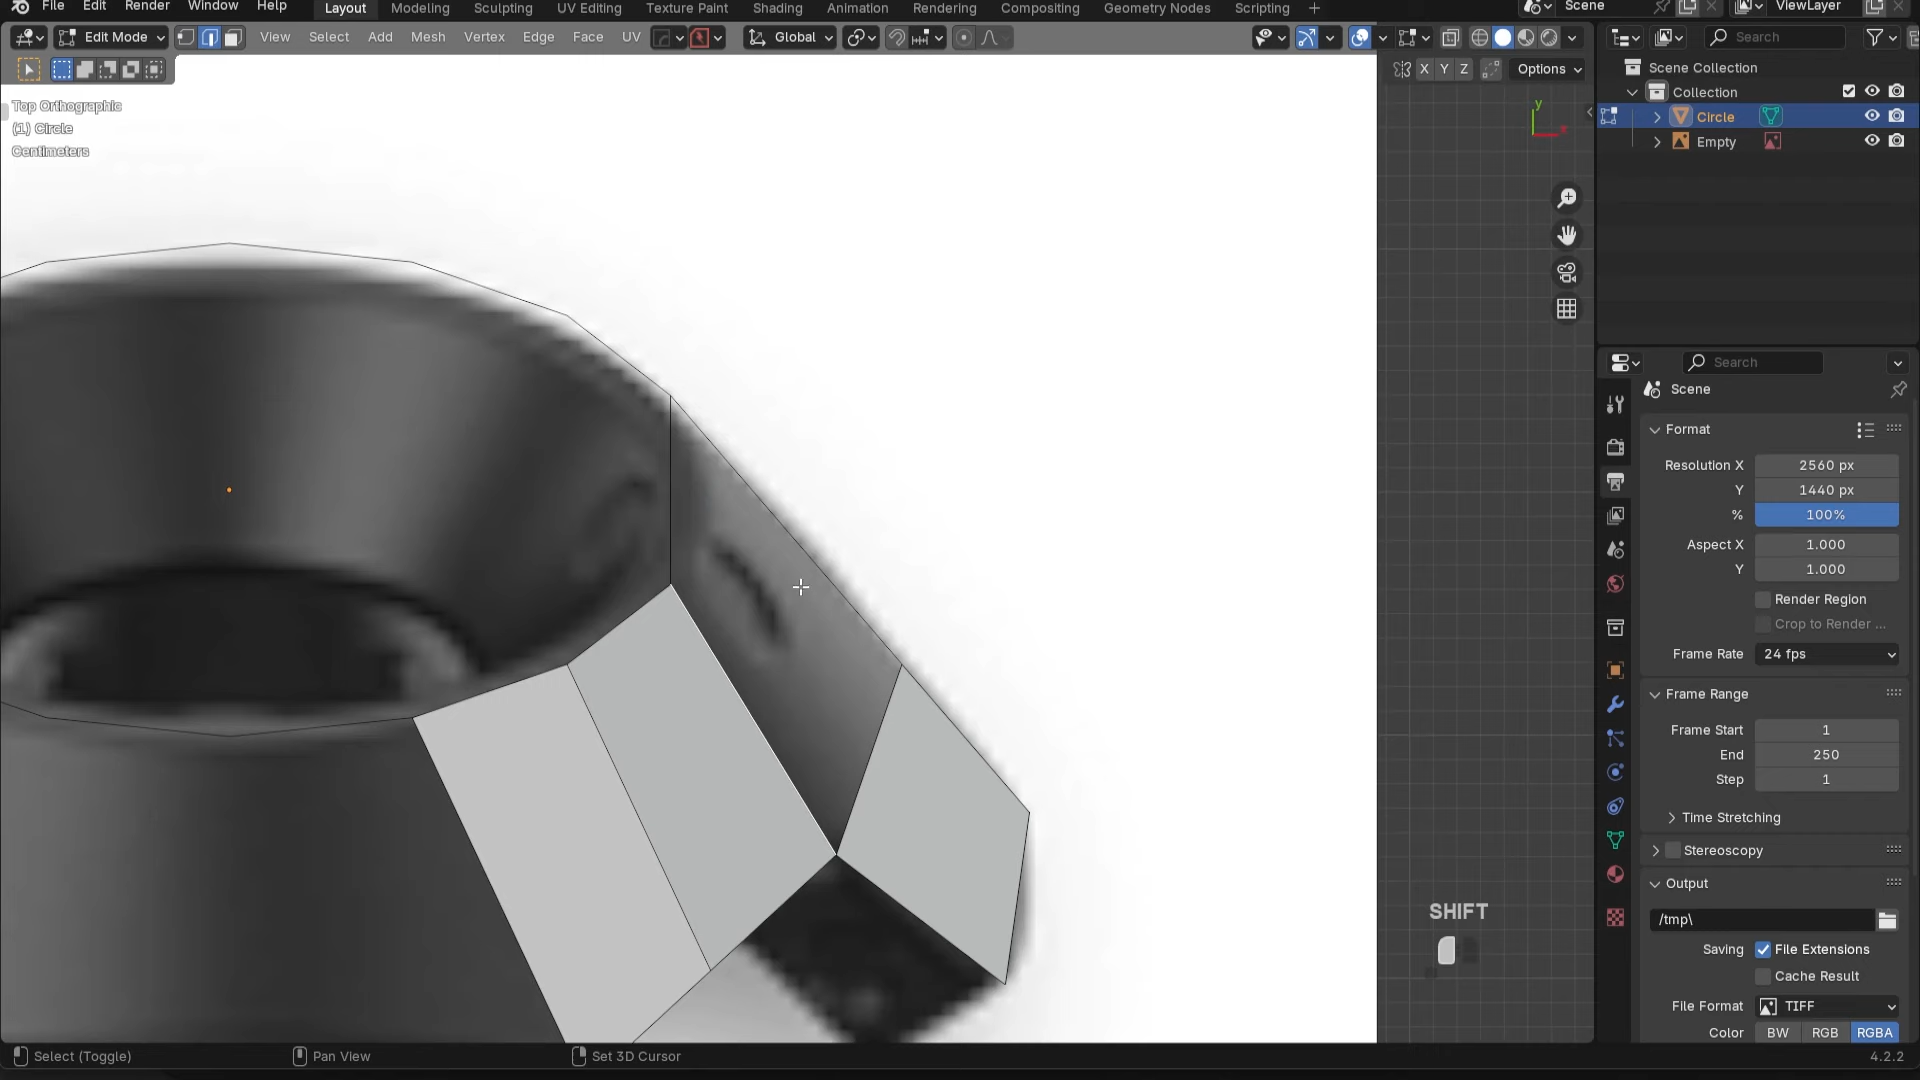 File Edit Render Window Help Layout Modeling Sculpting UV Editing Texture Paint Shading Animation Rendering Compositing Geometry Nodes Scripting + Scene ViewLayer
Edit Mode View Select Add Mesh Vertex Edge Face UV Global Search
X Y Z Options
Top Orthographic
(1) Circle
Centimeters
y
x
Scene Collection
Collection
Circle
Empty
Search
Scene
Format
Resolution X 2560 px
Y 1440 px
% 100%
Aspect X 1.000
Y 1.000
Render Region
Crop to Render ...
Frame Rate 24 fps
Frame Range
Frame Start 1
End 250
Step 1
Time Stretching
Stereoscopy
Output
/tmp\
Saving File Extensions
Cache Result
File Format TIFF
Color BW RGB RGBA
SHIFT
Select (Toggle) Pan View Set 3D Cursor 4.2.2